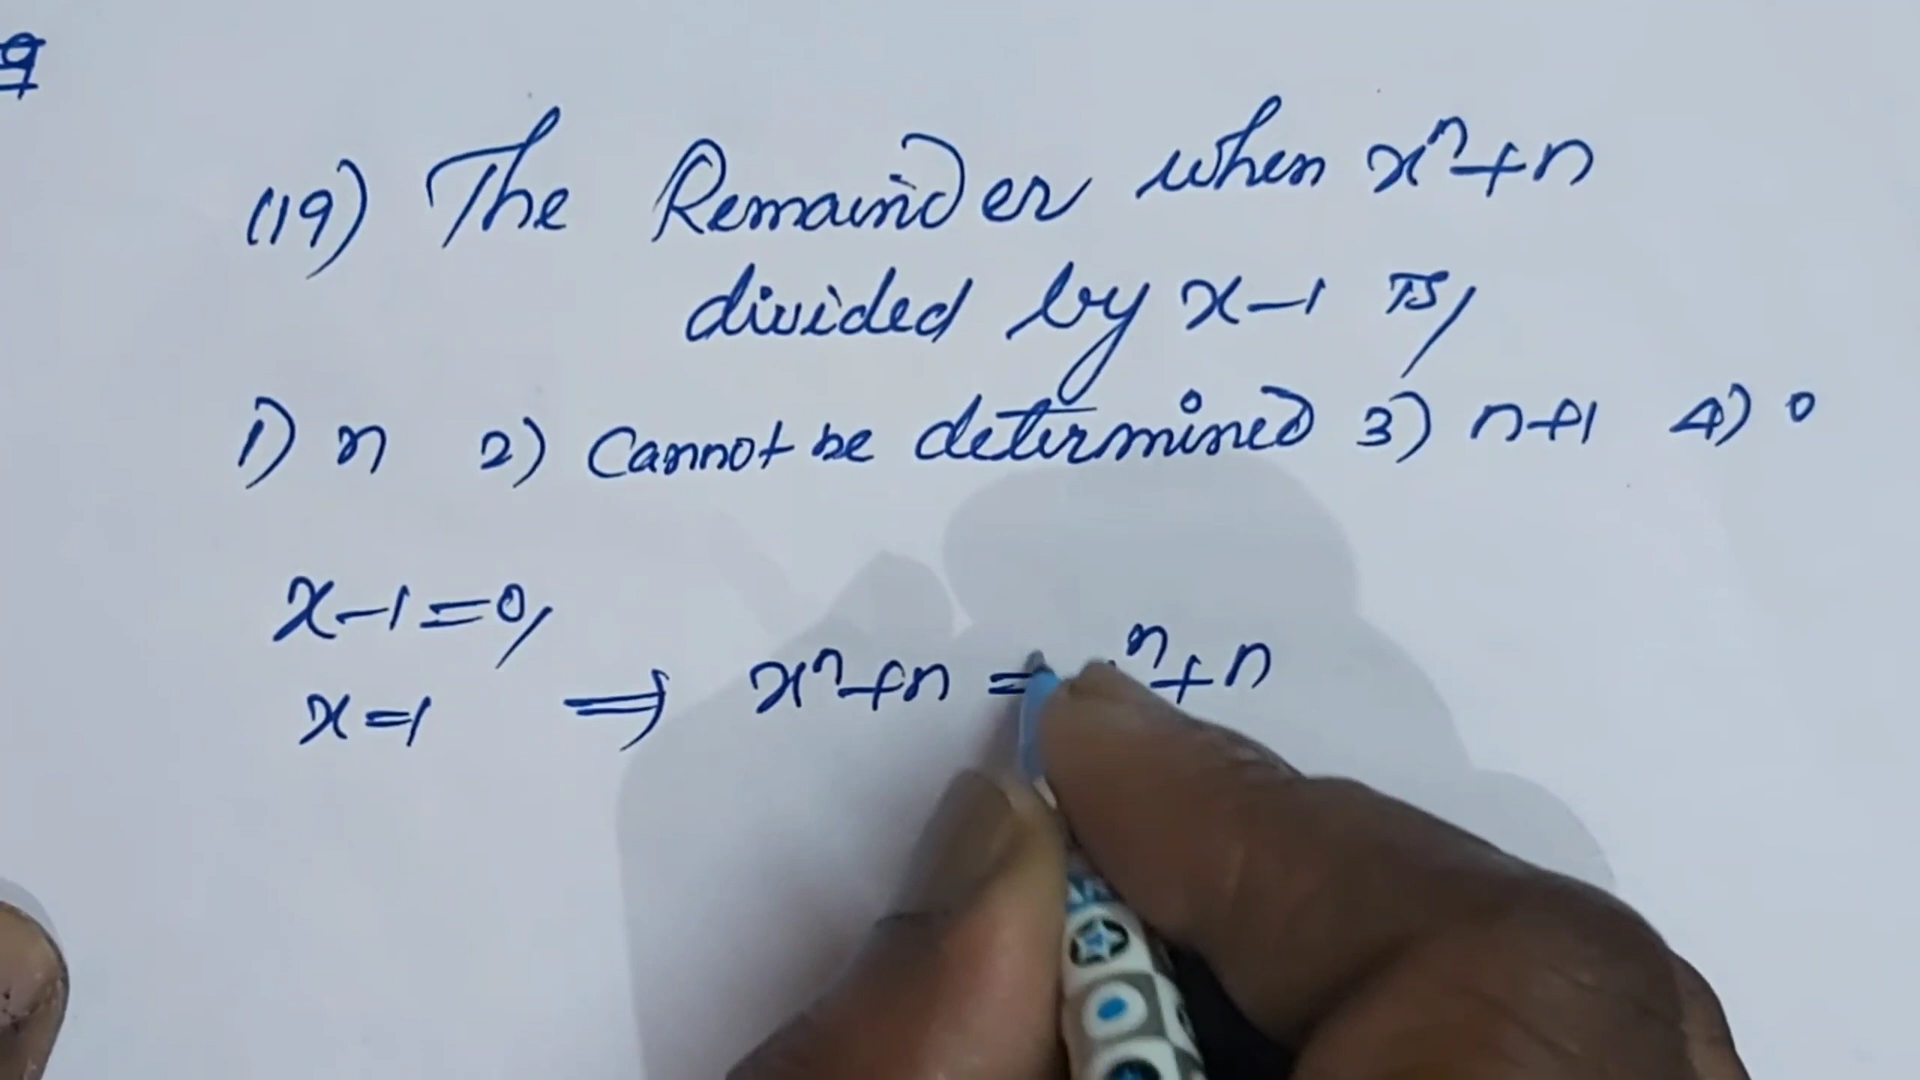 9
(19) The Remainder when xⁿ+n
divided by x-1 is,
1) n 2) Cannot be determined 3) n+1 4) 0
x-1=0,
x=1 ⟹ xⁿ+n = ⁿ+n